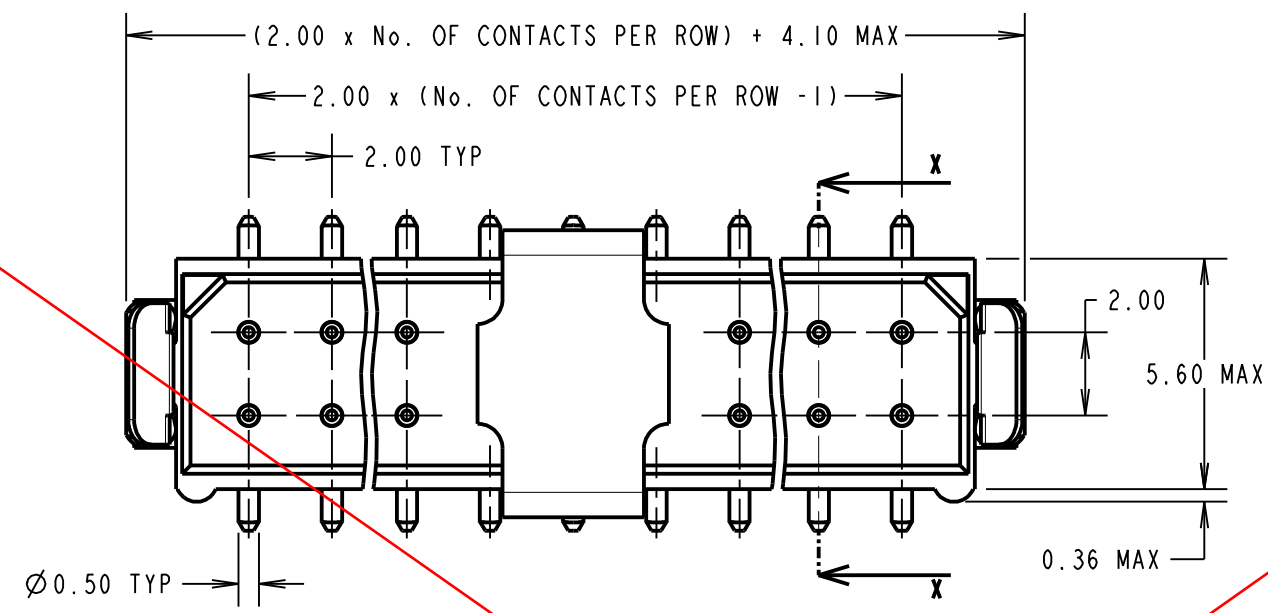 (2.00 x No. OF CONTACTS PER ROW) + 4.10 MAX
2.00 x (No. OF CONTACTS PER ROW -1)
2.00 TYP
X
2.00
5.60 MAX
0.36 MAX
Ø0.50 TYP
X